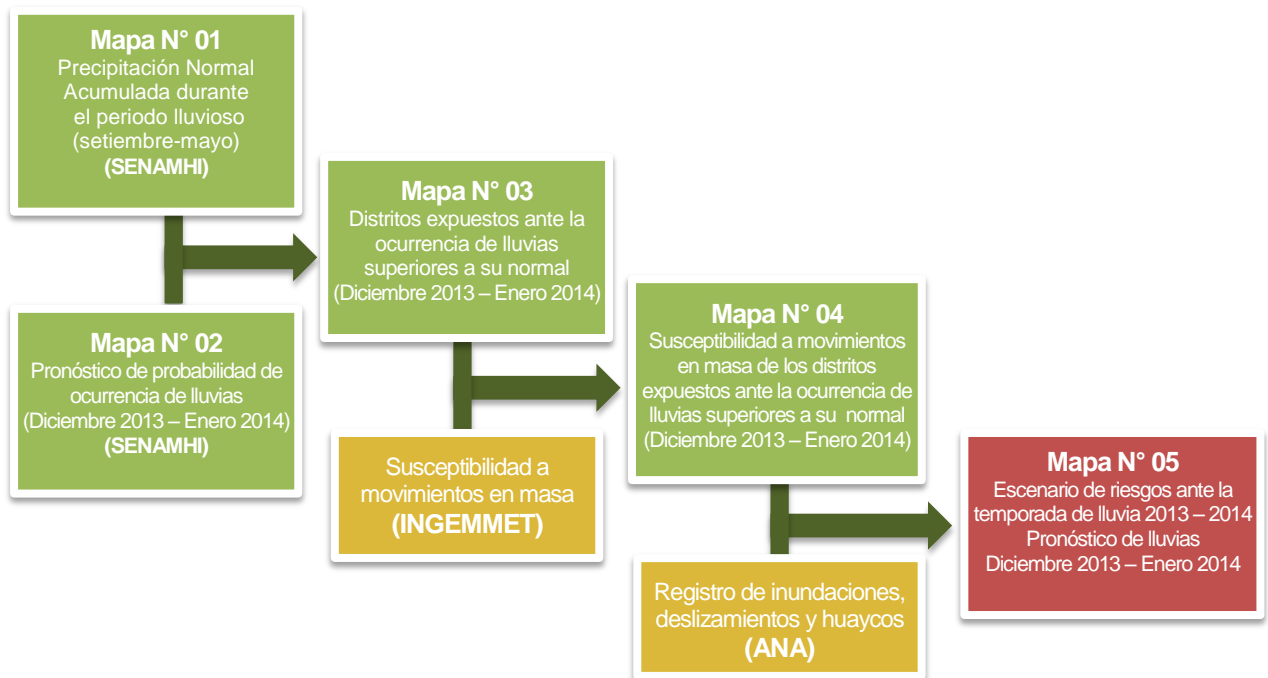 Mapa N° 01
Precipitación Normal
Acumulada durante
el periodo lluvioso
(setiembre-mayo)
(SENAMHI)
Mapa N° 02
Pronóstico de probabilidad de
ocurrencia de lluvias
(Diciembre 2013 – Enero 2014)
(SENAMHI)
Mapa N° 03
Distritos expuestos ante la
ocurrencia de lluvias
superiores a su normal
(Diciembre 2013 – Enero 2014)
Susceptibilidad a
movimientos en masa
(INGEMMET)
Mapa N° 04
Susceptibilidad a movimientos
en masa de los distritos
expuestos ante la ocurrencia de
lluvias superiores a su normal
(Diciembre 2013 – Enero 2014)
Registro de inundaciones,
deslizamientos y huaycos
(ANA)
Mapa N° 05
Escenario de riesgos ante la
temporada de lluvia 2013 – 2014
Pronóstico de lluvias
Diciembre 2013 – Enero 2014